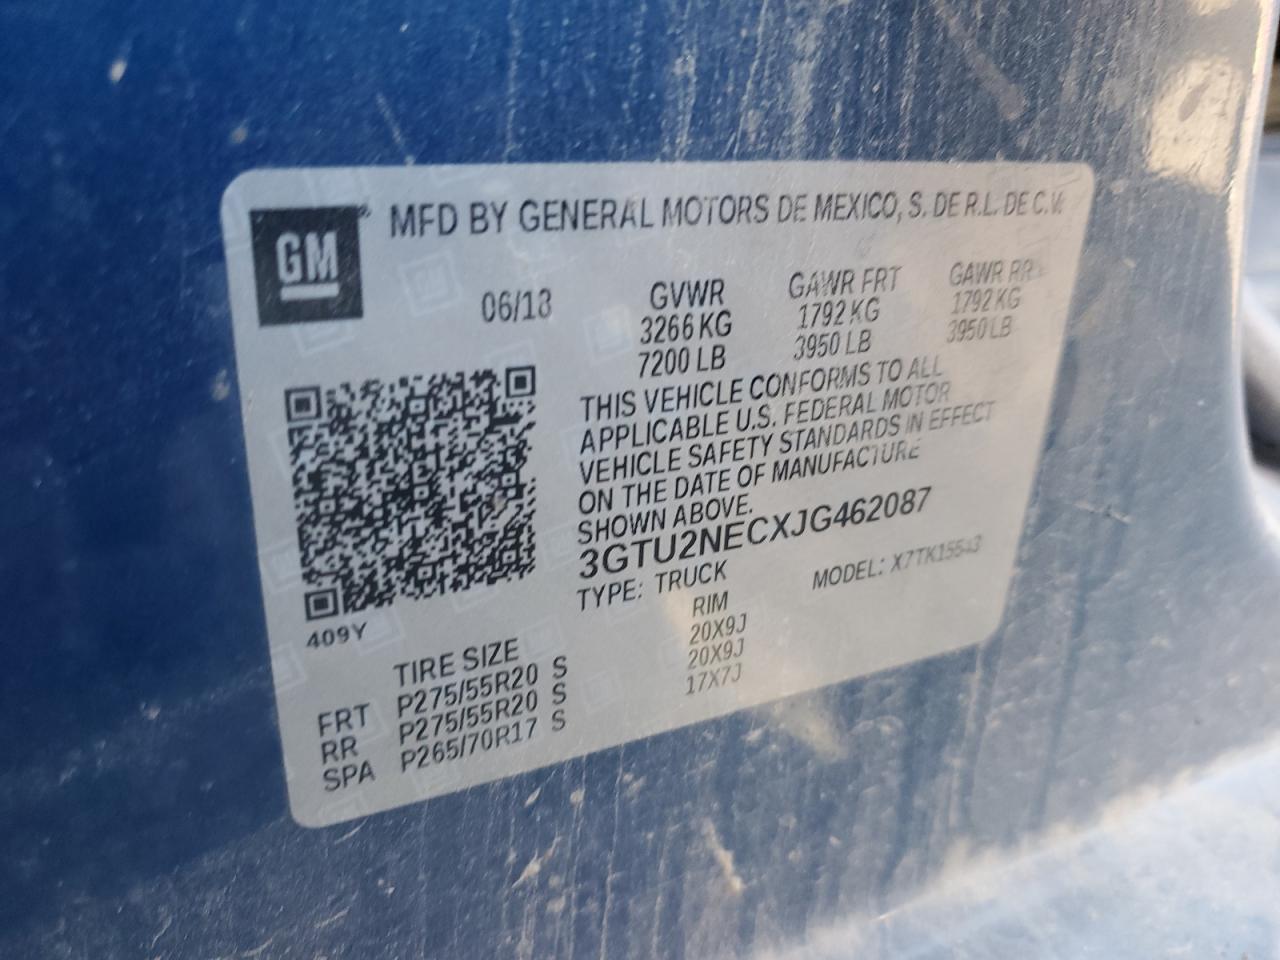 GM
MFD BY GENERAL MOTORS DE MEXICO, S. DE R.L. DE C.V.
06/18
GVWR GAWR FRT GAWR RR
3266 KG 1792 KG 1792 KG
7200 LB 3950 LB 3950 LB
THIS VEHICLE CONFORMS TO ALL
APPLICABLE U.S. FEDERAL MOTOR
VEHICLE SAFETY STANDARDS IN EFFECT
ON THE DATE OF MANUFACTURE
SHOWN ABOVE.
3GTU2NECXJG462087
TYPE: TRUCK MODEL:
409Y
TIRE SIZE RIM
FRT P275/55R20 S 20X9J
RR P275/55R20 S 20X9J
SPA P265/70R17 S 17X7J